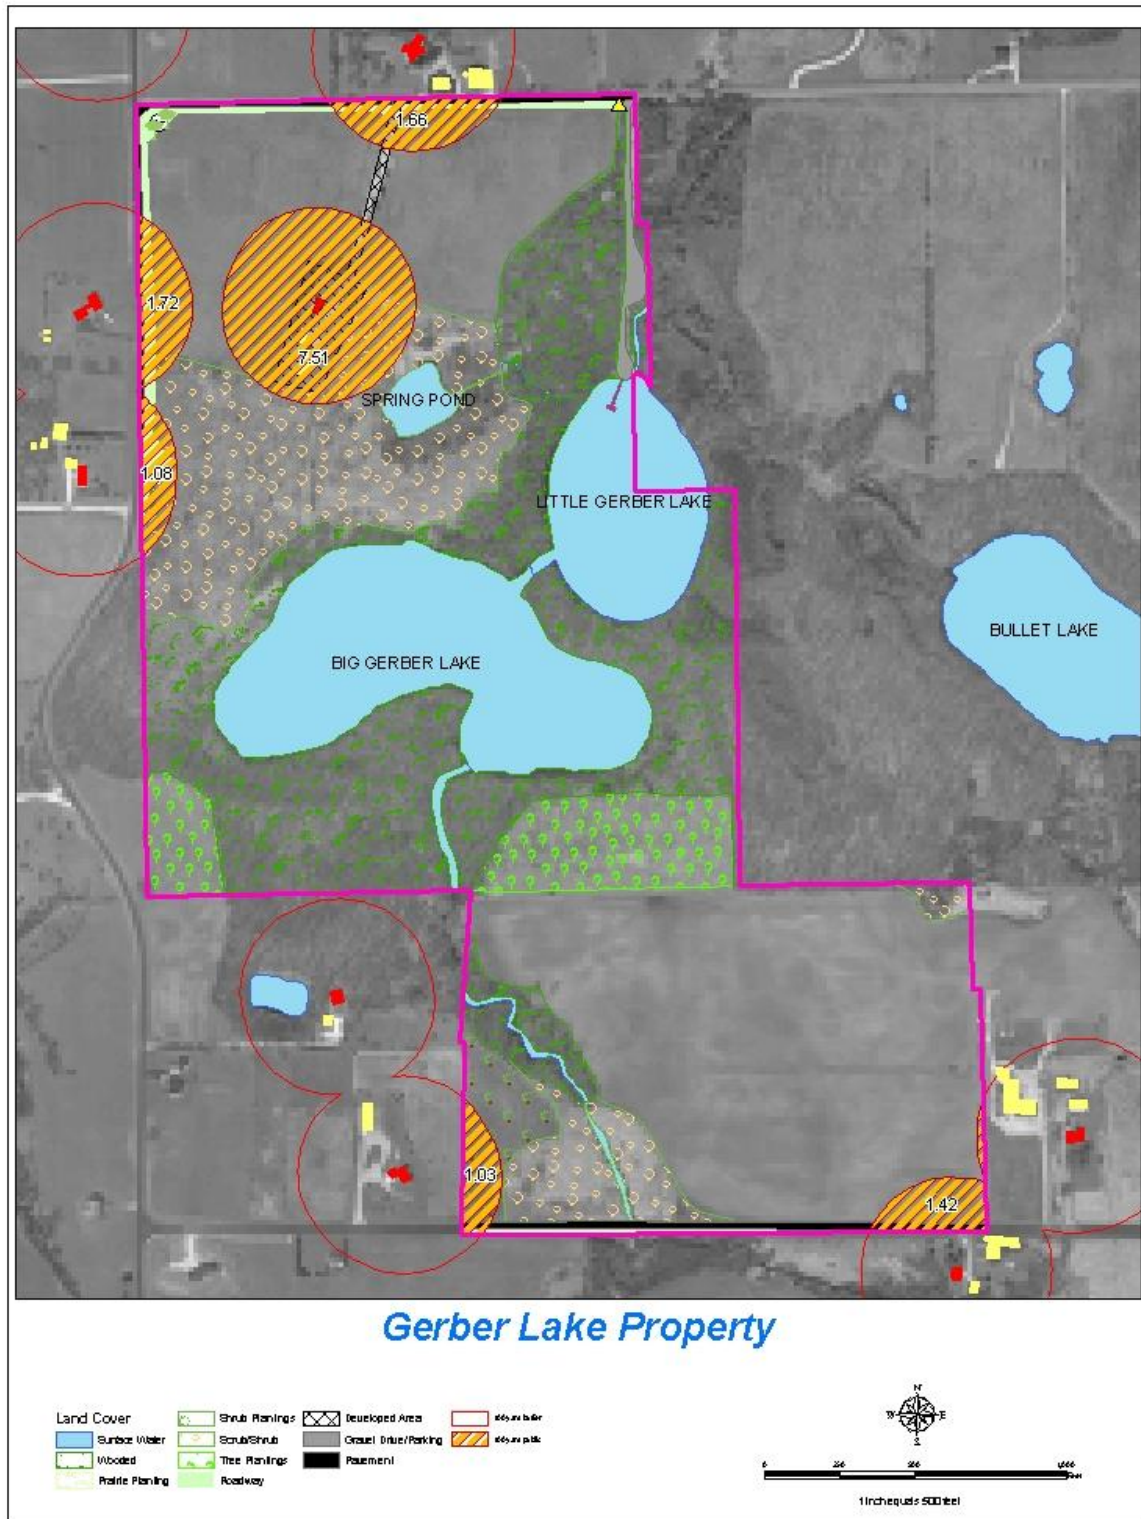 1.66
1.72
7.51
SPRING POND
1.08
LITTLE GERBER LAKE
BULLET LAKE
BIG GERBER LAKE
1.03
1.42
Gerber Lake Property
Land Cover
Surface Water
Wooded
Prairie Planting
Shrub Plantings
Scrub/Shrub
Tree Plantings
Roadway
Developed Area
Gravel Drive/Parking
Pavement
N
W
E
S
0
1 inch equals 500 feet